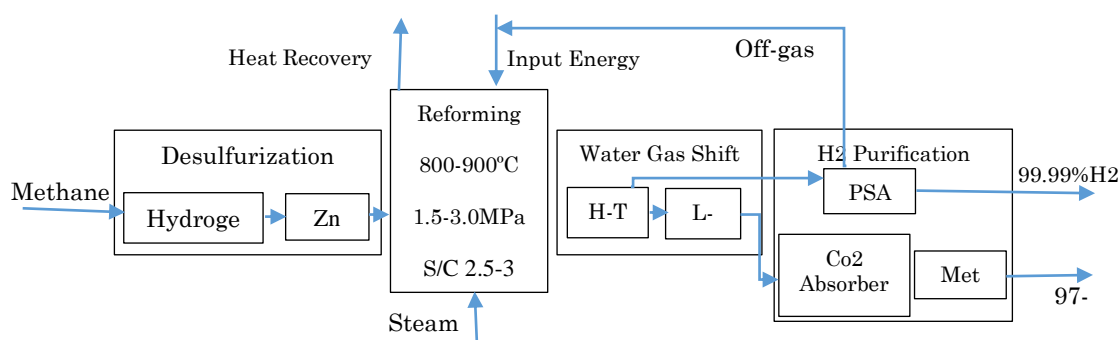 Heat Recovery
Input Energy
Off-gas
Reforming
800-900ºC
1.5-3.0MPa
S/C 2.5-3
Desulfurization
Methane
Hydroge
Zn
Water Gas Shift
H-T
L-
H2 Purification
PSA
99.99%H2
Co2
Absorber
Met
97-
Steam